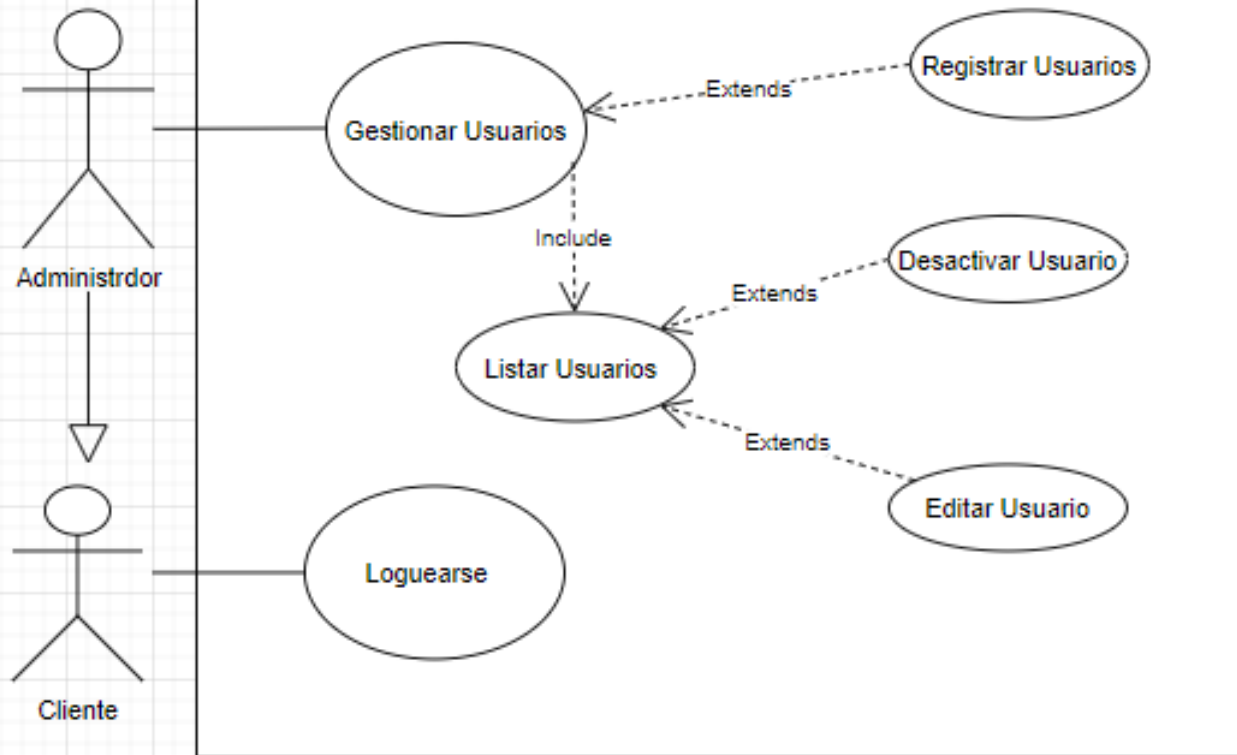 Registrar Usuarios
Extends
Gestionar Usuarios
Include
Desactivar Usuario
Administrdor
Extends
Listar Usuarios
Extends
Editar Usuario
Loguearse
Cliente